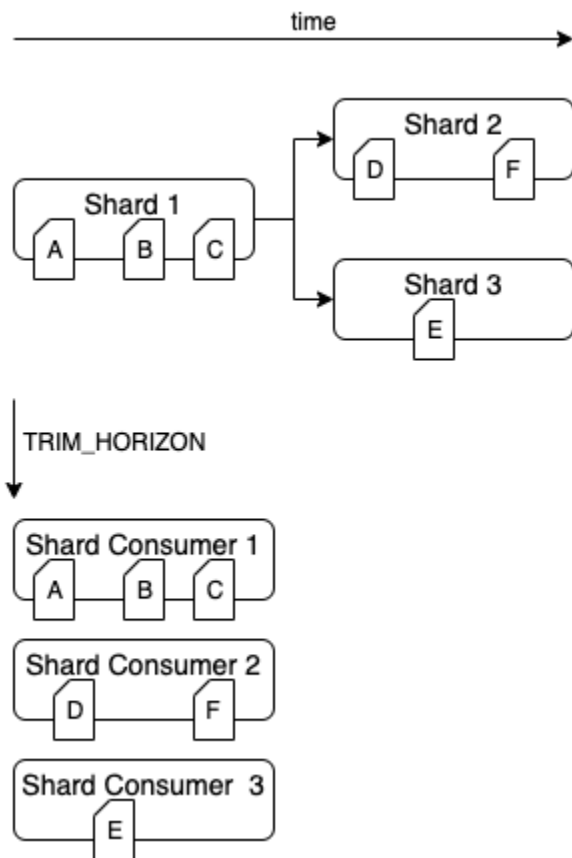 time
Shard 2
D
F
Shard 1
A
B
C
Shard 3
E
TRIM_HORIZON
Shard Consumer 1
A
B
C
Shard Consumer 2
D
F
Shard Consumer 3
E